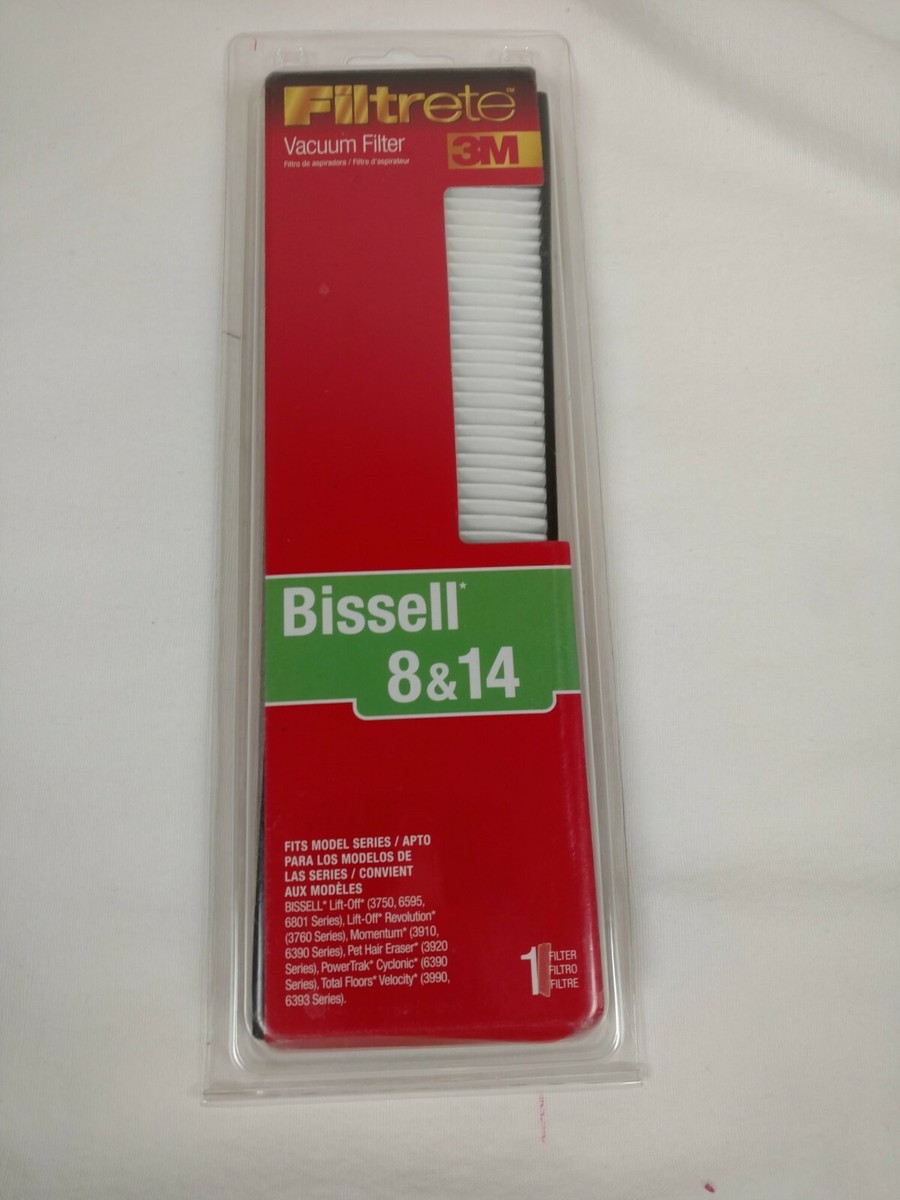 Filtrete™
Vacuum Filter
Filtro de aspiradora / Filtre d'aspirateur
3M
Bissell*
8&14
FITS MODEL SERIES / APTO
PARA LOS MODELOS DE
LAS SERIES / CONVIENT
AUX MODÈLES
BISSELL* Lift-Off* (3750, 6595,
6801 Series), Lift-Off* Revolution*
(3760 Series), Momentum* (3910,
6390 Series), Pet Hair Eraser* (3920
Series), PowerTrak* Cyclonic* (6390
Series), Total Floors* Velocity* (3990,
6393 Series).
1 FILTER
FILTRO
FILTRE